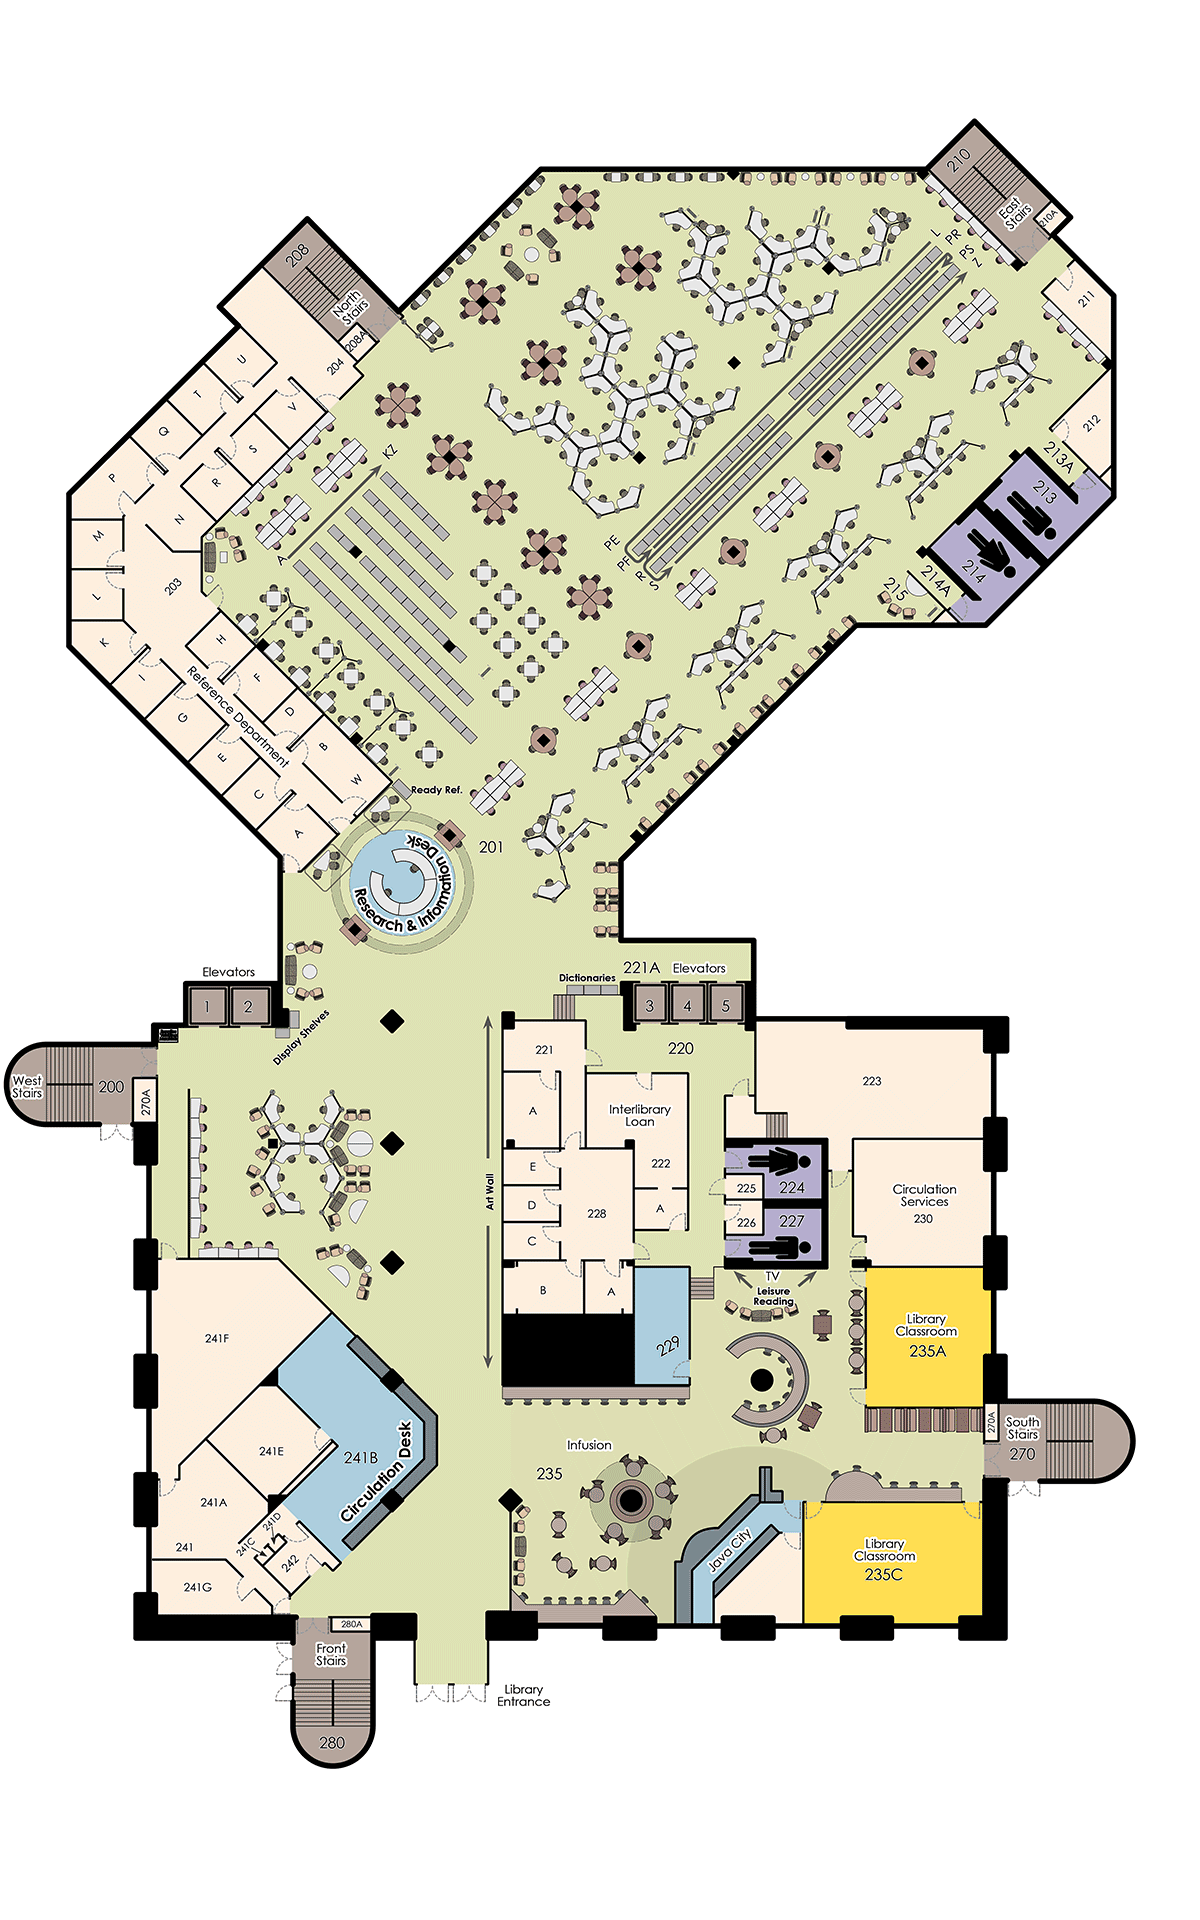 210
East
Stairs
210A
208
North
Stairs
208A
204
L
PR
PS
Z
211
212
213A
213
214
214A
215
U
T
V
Q
S
P
R
N
M
L
K
I
G
E
C
A
H
F
D
B
W
203
Reference Department
KZ
A
PE
PF
R
S
Ready Ref.
201
Research & Information Desk
Elevators
1
2
Display Shelves
Dictionaries
221A
Elevators
3
4
5
West
Stairs
200
270A
221
220
223
A
Interlibrary
Loan
222
A
E
D
C
B
228
A
Art Wall
225
224
226
227
Circulation
Services
230
TV
Leisure
Reading
229
Library
Classroom
235A
241F
241E
241B
Circulation Desk
241A
241D
241C
241
242
241G
Infusion
235
270A
South
Stairs
270
Java City
Library
Classroom
235C
280A
Front
Stairs
280
Library
Entrance